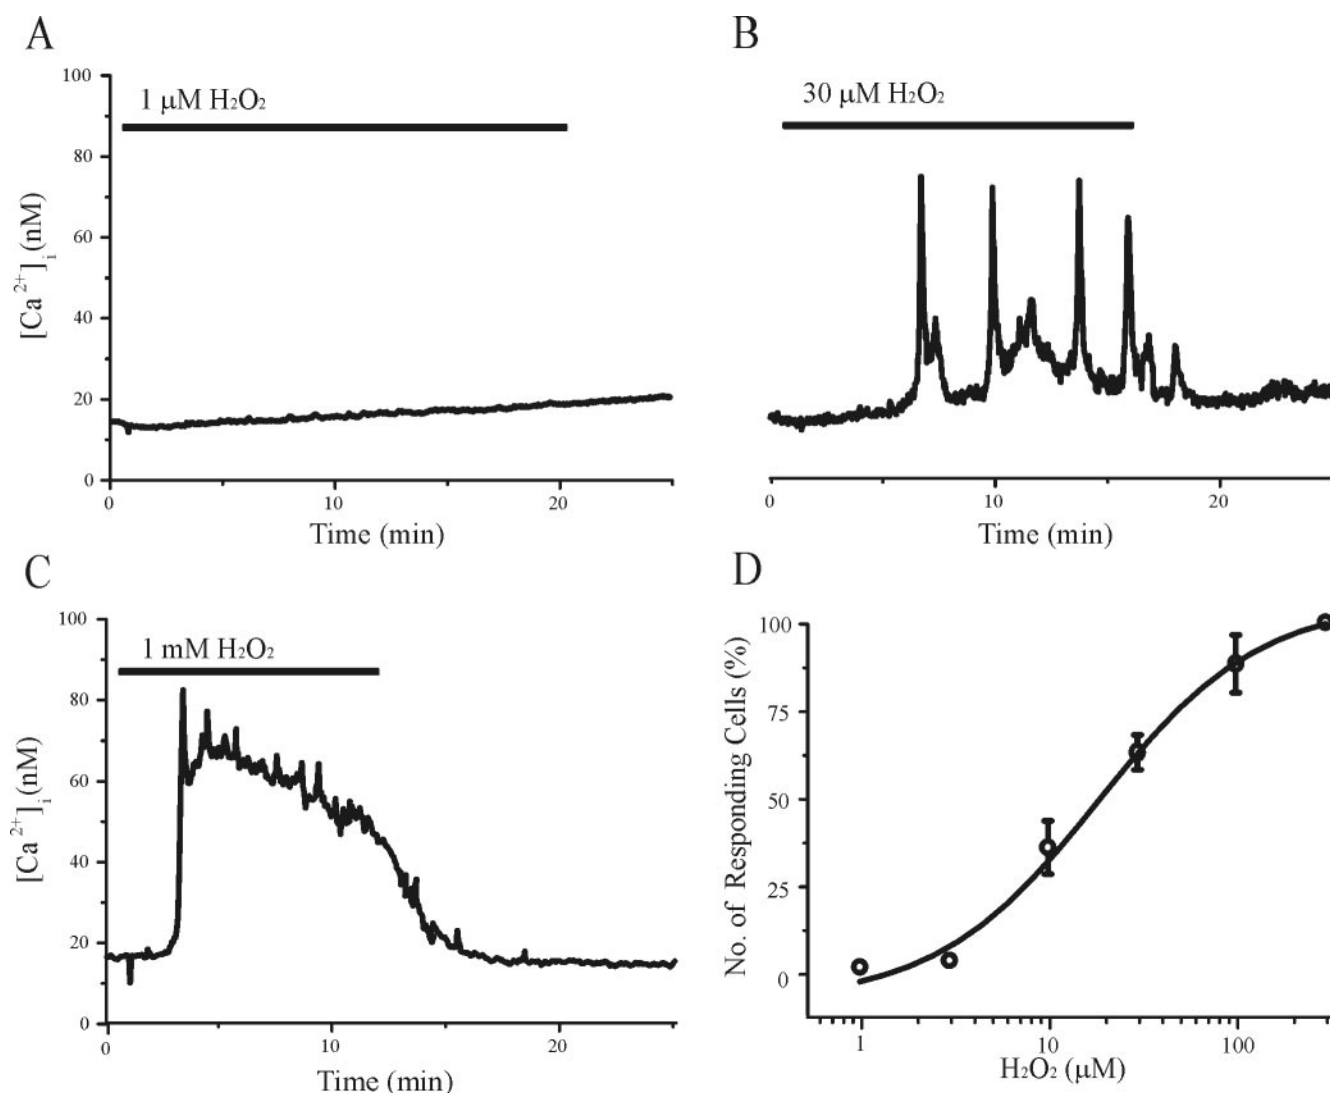 A
1 μM H₂O₂
100
80
60
40
20
0
[Ca²⁺]ᵢ (nM)
0
10
20
Time (min)
B
30 μM H₂O₂
0
10
20
Time (min)
C
1 mM H₂O₂
100
80
60
40
20
0
[Ca²⁺]ᵢ (nM)
0
10
20
Time (min)
D
100
75
50
25
0
No. of Responding Cells (%)
1
10
100
H₂O₂ (μM)